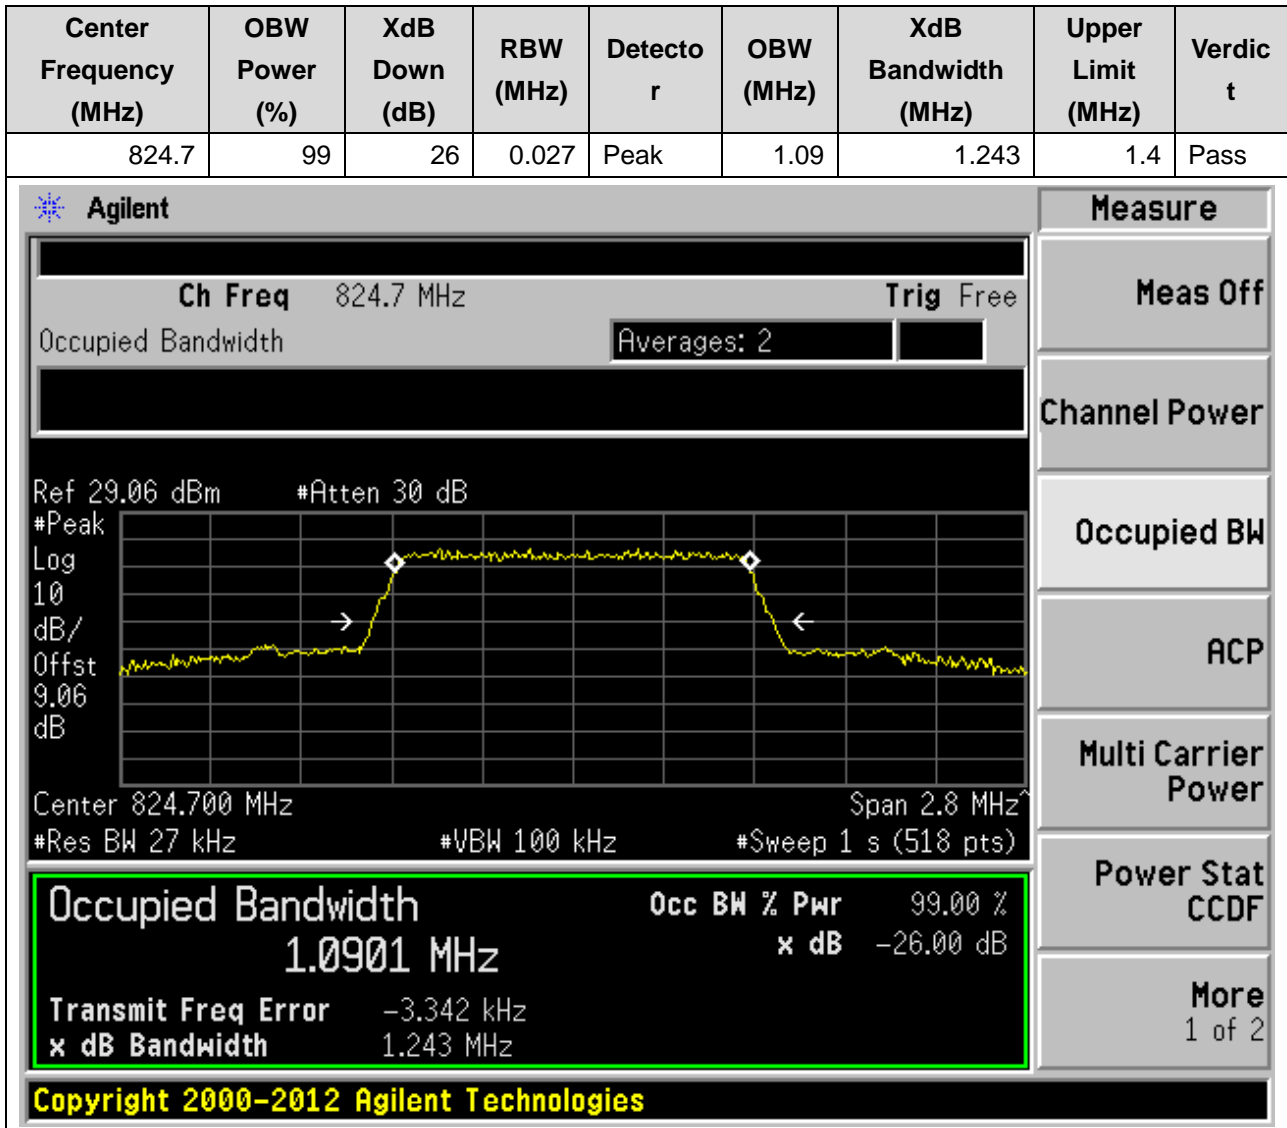 Center Frequency (MHz) OBW Power (%) XdB Down (dB) RBW (MHz) Detecto r OBW (MHz) XdB Bandwidth (MHz) Upper Limit (MHz) Verdic t
824.7 99 26 0.027 Peak 1.09 1.243 1.4 Pass
Agilent
Measure
Ch Freq 824.7 MHz Trig Free
Occupied Bandwidth Averages: 2
Ref 29.06 dBm #Atten 30 dB
#Peak
Log
10
dB/
Offst
9.06
dB
Center 824.700 MHz Span 2.8 MHz^
#Res BW 27 kHz #VBW 100 kHz #Sweep 1 s (518 pts)
Occupied Bandwidth
1.0901 MHz
Occ BW % Pwr 99.00 %
x dB -26.00 dB
Transmit Freq Error -3.342 kHz
x dB Bandwidth 1.243 MHz
Meas Off
Channel Power
Occupied BW
ACP
Multi Carrier
Power
Power Stat
CCDF
More
1 of 2
Copyright 2000-2012 Agilent Technologies